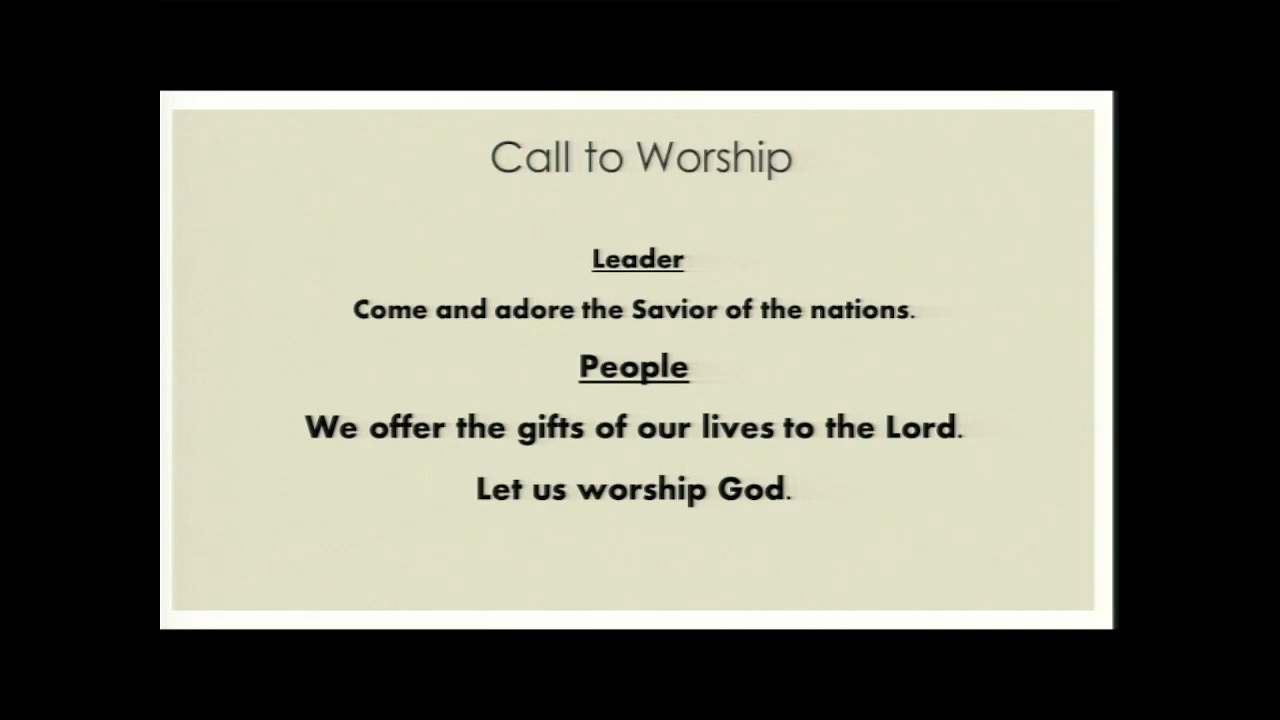 Call to Worship
Leader
Come and adore the Savior of the nations.
People
We offer the gifts of our lives to the Lord.
Let us worship God.